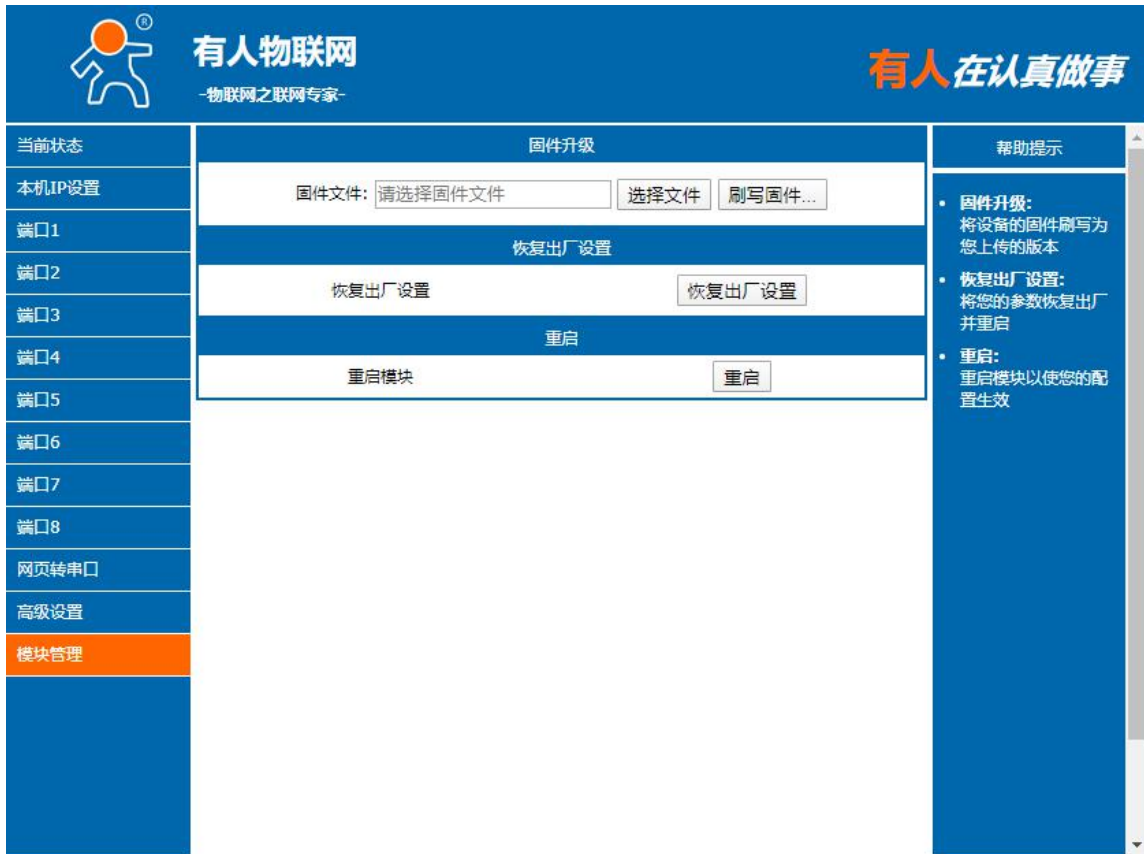 ®
有人物联网
-物联网之联网专家-
有人在认真做事
当前状态
本机IP设置
端口1
端口2
端口3
端口4
端口5
端口6
端口7
端口8
网页转串口
高级设置
模块管理
固件升级
固件文件: 请选择固件文件 选择文件 刷写固件...
恢复出厂设置
恢复出厂设置 恢复出厂设置
重启
重启模块 重启
帮助提示
• 固件升级:
将设备的固件刷写为
您上传的版本
• 恢复出厂设置:
将您的参数恢复出厂
并重启
• 重启:
重启模块以使您的配
置生效